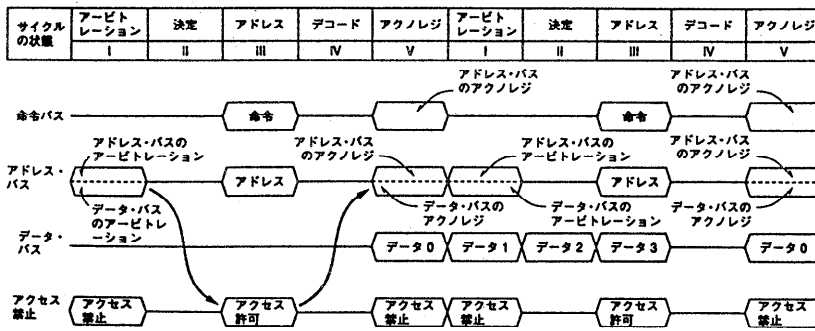 サイクルの状態 アービトレーション 決定 アドレス デコード アクノレジ アービトレーション 決定 アドレス デコード アクノレジ
I II III IV V I II III IV V
アドレス・バスのアクノレジ
アドレス・バスのアクノレジ
命令バス 命令 命令
アドレス・バスのアービトレーション
アドレス・バスのアクノレジ
アドレス・バスのアービトレーション
アドレス・バスのアクノレジ
アドレス・バス アドレス アドレス
データ・バスのアービトレーション
データ・バスのアクノレジ
データ・バスのアービトレーション
データ・バスのアクノレジ
データ・バス データ0 データ1 データ2 データ3 データ0
アクセス禁止 アクセス禁止 アクセス許可 アクセス禁止 アクセス禁止 アクセス許可 アクセス禁止